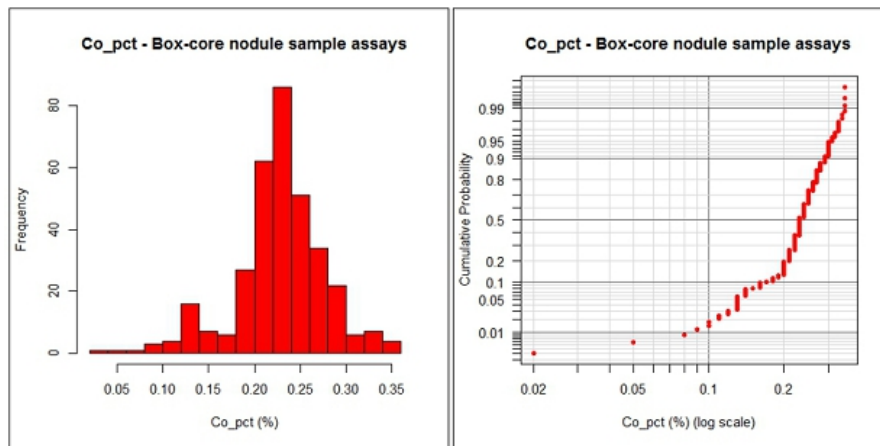 Co_pct - Box-core nodule sample assays
Frequency
80
60
40
20
0
0.05 0.10 0.15 0.20 0.25 0.30 0.35
Co_pct (%)
Co_pct - Box-core nodule sample assays
Cumulative Probability
0.99
0.95
0.9
0.8
0.5
0.2
0.1
0.05
0.01
0.02 0.05 0.1 0.2
Co_pct (%) (log scale)